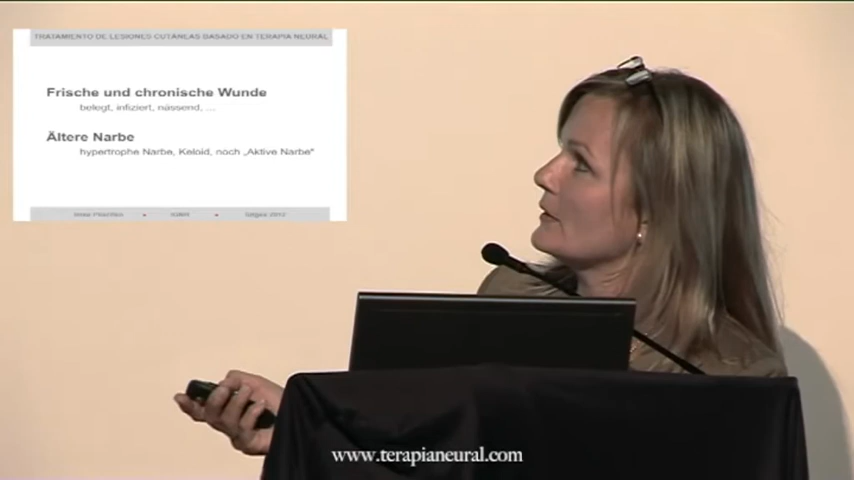 TRATAMIENTO DE LESIONES CUTÁNEAS BASADO EN TERAPIA NEURAL
Frische und chronische Wunde
belegt, infiziert, nässend, ...
Ältere Narbe
hypertrophe Narbe, Keloid, noch „Aktive Narbe"
www.terapianeural.com